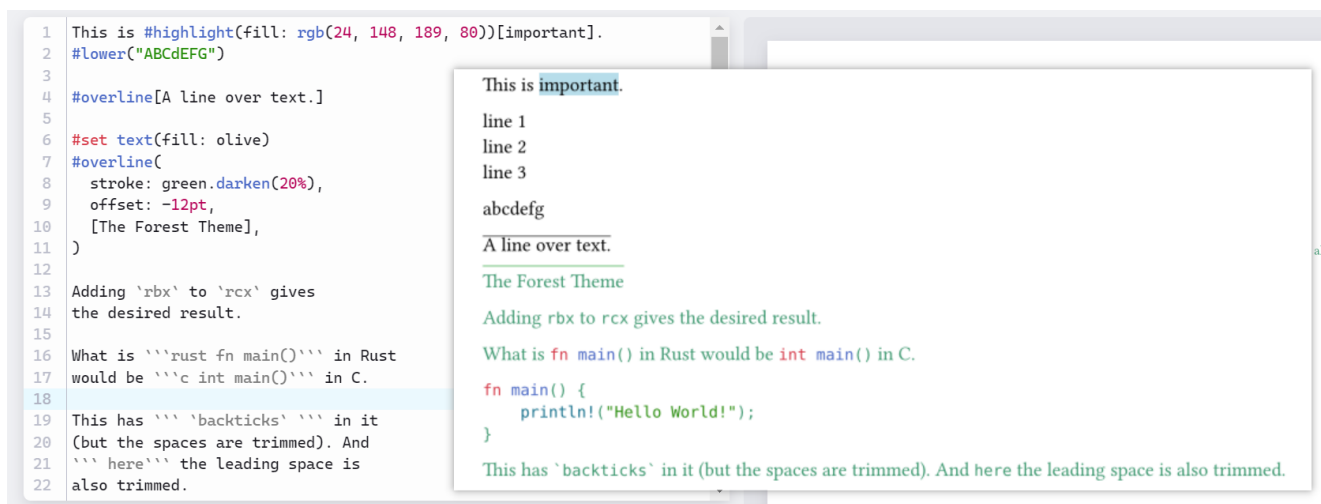 1 This is #highlight(fill: rgb(24, 148, 189, 80))[important].
2 #lower("ABCdEFG")
3
4 #overline[A line over text.]
5
6 #set text(fill: olive)
7 #overline(
8   stroke: green.darken(20%),
9   offset: -12pt,
10   [The Forest Theme],
11 )
12
13 Adding `rbx` to `rcx` gives
14 the desired result.
15
16 What is ```rust fn main()``` in Rust
17 would be ```c int main()``` in C.
18
19 This has ``` `backticks` ``` in it
20 (but the spaces are trimmed). And
21 ``` here``` the leading space is
22 also trimmed.
This is important.
line 1
line 2
line 3
abcdefg
A line over text.
The Forest Theme
Adding rbx to rcx gives the desired result.
What is fn main() in Rust would be int main() in C.
fn main() {
    println!("Hello World!");
}
This has `backticks` in it (but the spaces are trimmed). And here the leading space is also trimmed.